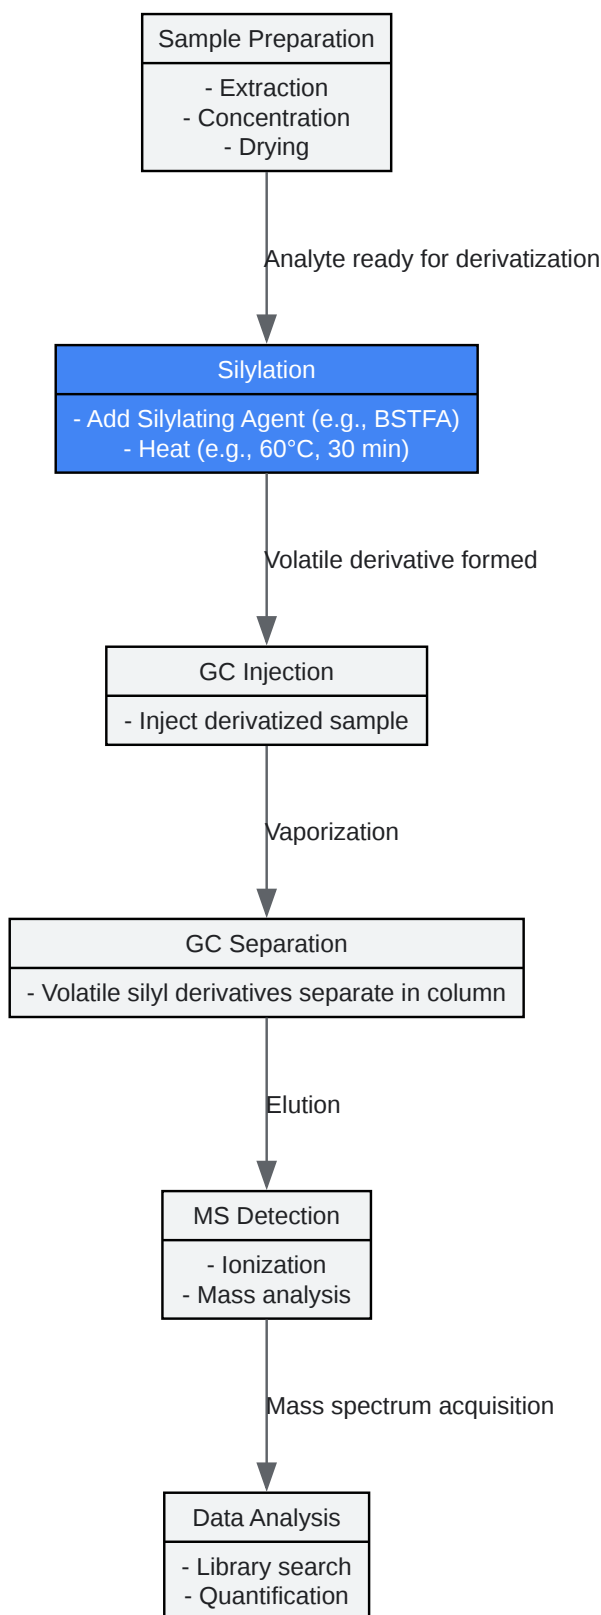 Sample Preparation
- Extraction
- Concentration
- Drying
Analyte ready for derivatization
Silylation
- Add Silylating Agent (e.g., BSTFA)
- Heat (e.g., 60°C, 30 min)
Volatile derivative formed
GC Injection
- Inject derivatized sample
Vaporization
GC Separation
- Volatile silyl derivatives separate in column
Elution
MS Detection
- Ionization
- Mass analysis
Mass spectrum acquisition
Data Analysis
- Library search
- Quantification